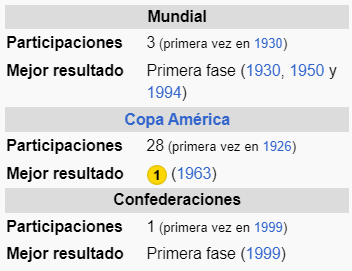 Mundial
Participaciones 3 (primera vez en 1930)
Mejor resultado Primera fase (1930, 1950 y
1994)
Copa América
Participaciones 28 (primera vez en 1926)
Mejor resultado 1 (1963)
Confederaciones
Participaciones 1 (primera vez en 1999)
Mejor resultado Primera fase (1999)